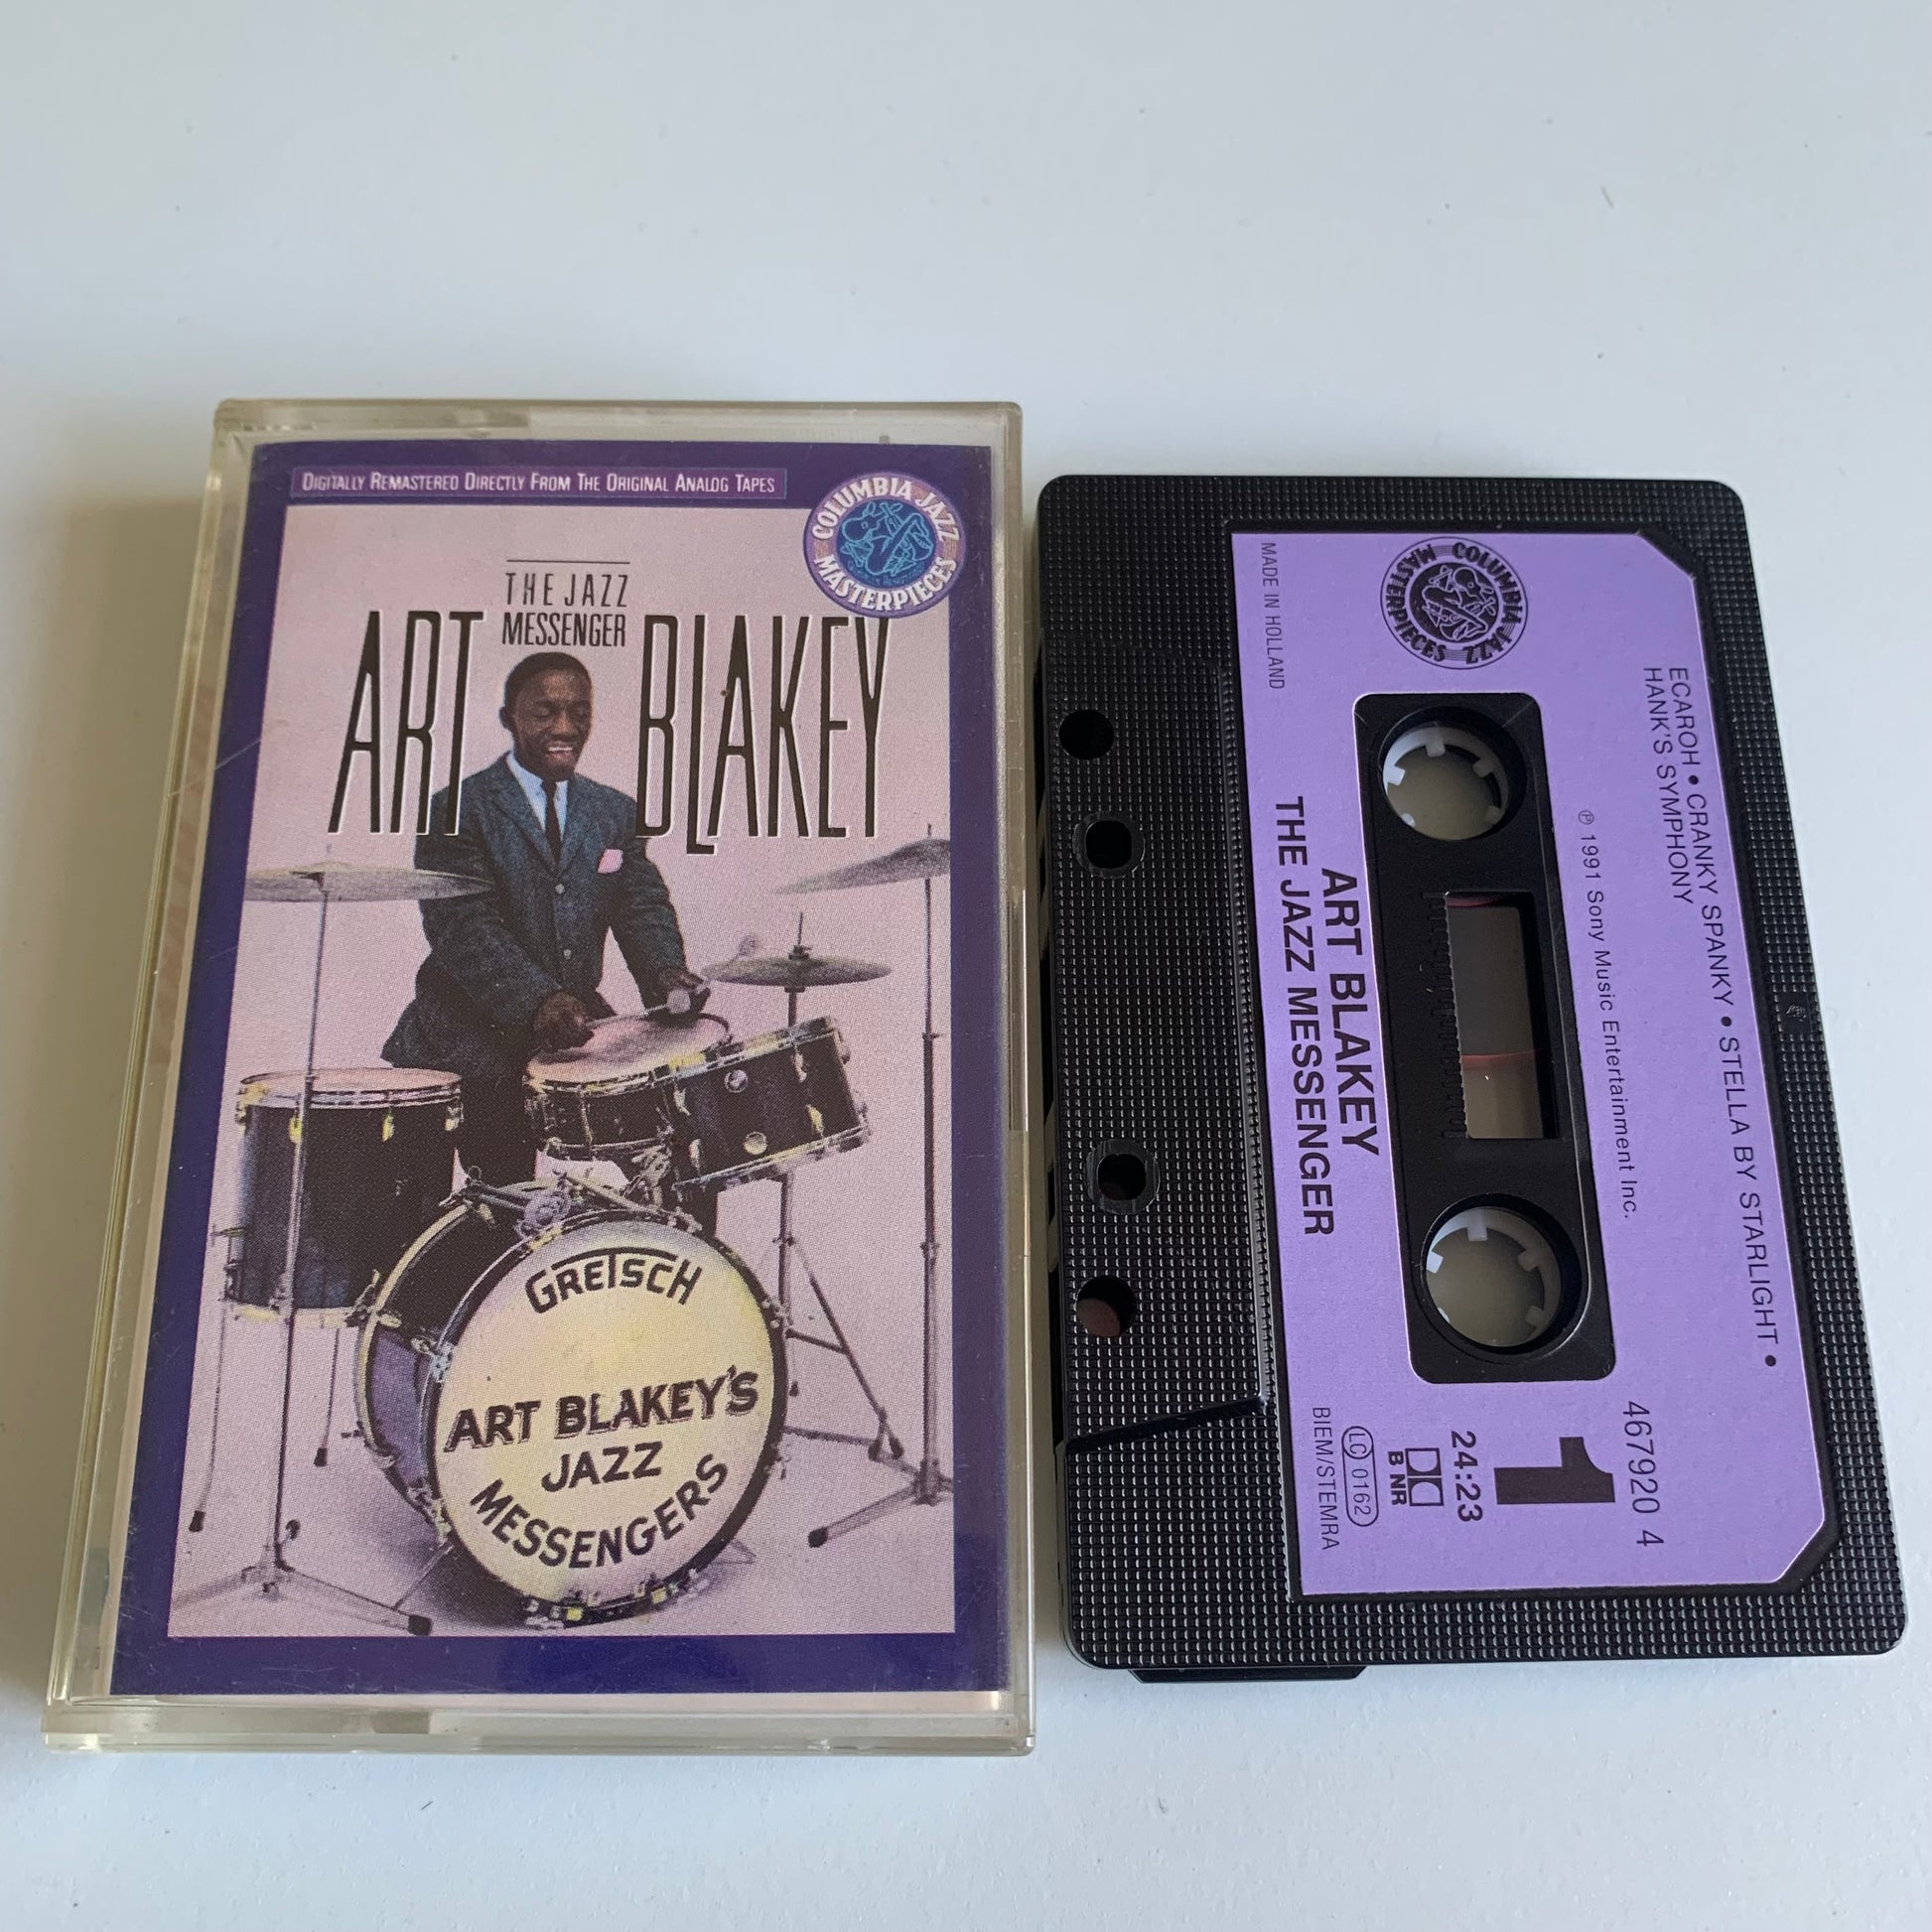 DIGITALLY REMASTERED DIRECTLY FROM THE ORIGINAL ANALOG TAPES
COLUMBIA JAZZ
MASTERPIECES
THE JAZZ
MESSENGER
ART BLAKEY
GRETSCH
ART BLAKEY'S
JAZZ
MESSENGERS
467920 4
1
24:23
B NR
LC 0162
BIEM/STEMRA
ECAROH • CRANKY SPANKY • STELLA BY STARLIGHT •
HANK'S SYMPHONY
℗ 1991 Sony Music Entertainment Inc.
COLUMBIA JAZZ
MASTERPIECES
ART BLAKEY
THE JAZZ MESSENGER
MADE IN HOLLAND